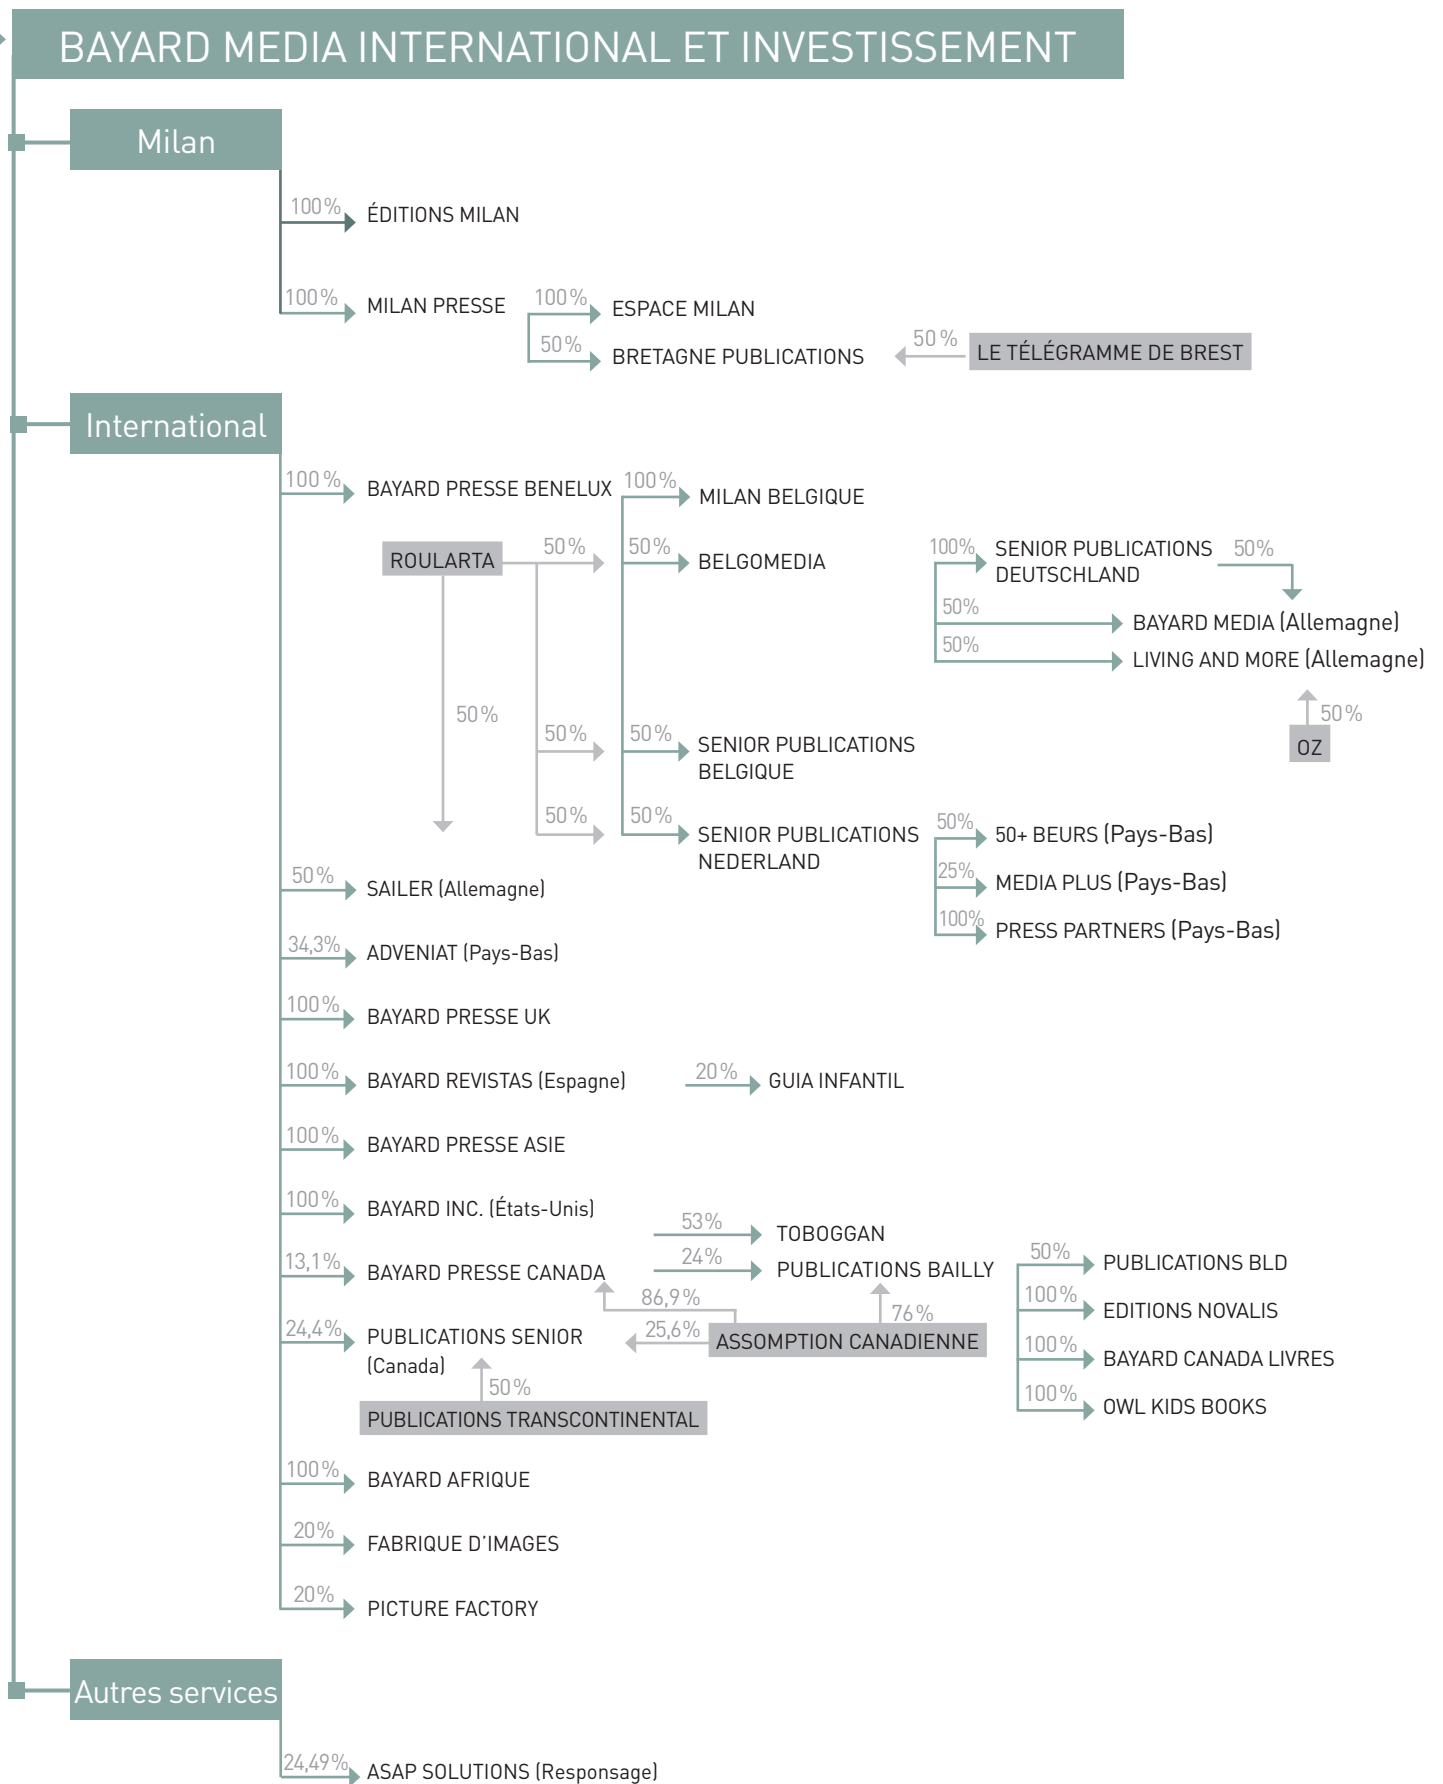 BAYARD MEDIA INTERNATIONAL ET INVESTISSEMENT
Milan
100%
ÉDITIONS MILAN
100%
MILAN PRESSE
100%
ESPACE MILAN
50%
BRETAGNE PUBLICATIONS
50%
LE TÉLÉGRAMME DE BREST
International
100%
BAYARD PRESSE BENELUX
100%
MILAN BELGIQUE
ROULARTA
50%
50%
BELGOMEDIA
100%
SENIOR PUBLICATIONS
DEUTSCHLAND
50%
50%
BAYARD MEDIA (Allemagne)
50%
LIVING AND MORE (Allemagne)
50%
OZ
50%
50%
50%
SENIOR PUBLICATIONS
BELGIQUE
50%
50%
SENIOR PUBLICATIONS
NEDERLAND
50%
50+ BEURS (Pays-Bas)
25%
MEDIA PLUS (Pays-Bas)
100%
PRESS PARTNERS (Pays-Bas)
50%
SAILER (Allemagne)
34,3%
ADVENIAT (Pays-Bas)
100%
BAYARD PRESSE UK
100%
BAYARD REVISTAS (Espagne)
20%
GUIA INFANTIL
100%
BAYARD PRESSE ASIE
100%
BAYARD INC. (États-Unis)
13,1%
BAYARD PRESSE CANADA
53%
TOBOGGAN
24%
PUBLICATIONS BAILLY
86,9%
76%
25,6%
ASSOMPTION CANADIENNE
50%
PUBLICATIONS BLD
100%
EDITIONS NOVALIS
100%
BAYARD CANADA LIVRES
100%
OWL KIDS BOOKS
24,4%
PUBLICATIONS SENIOR
(Canada)
50%
PUBLICATIONS TRANSCONTINENTAL
100%
BAYARD AFRIQUE
20%
FABRIQUE D'IMAGES
20%
PICTURE FACTORY
Autres services
24,49%
ASAP SOLUTIONS (Responsage)